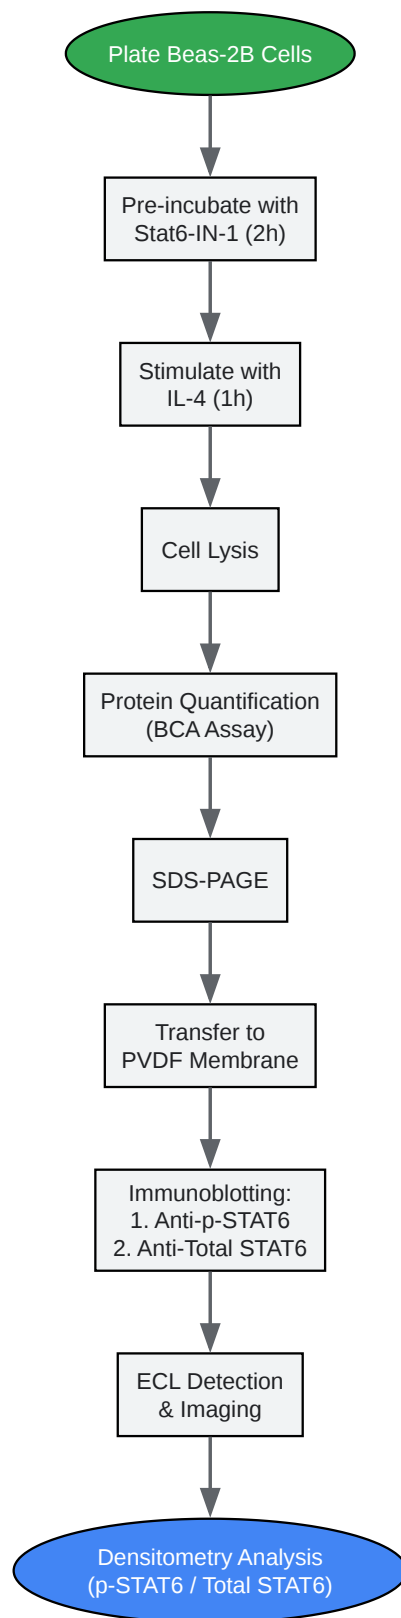 Plate Beas-2B Cells
Pre-incubate with
Stat6-IN-1 (2h)
Stimulate with
IL-4 (1h)
Cell Lysis
Protein Quantification
(BCA Assay)
SDS-PAGE
Transfer to
PVDF Membrane
Immunoblotting:
1. Anti-p-STAT6
2. Anti-Total STAT6
ECL Detection
& Imaging
Densitometry Analysis
(p-STAT6 / Total STAT6)